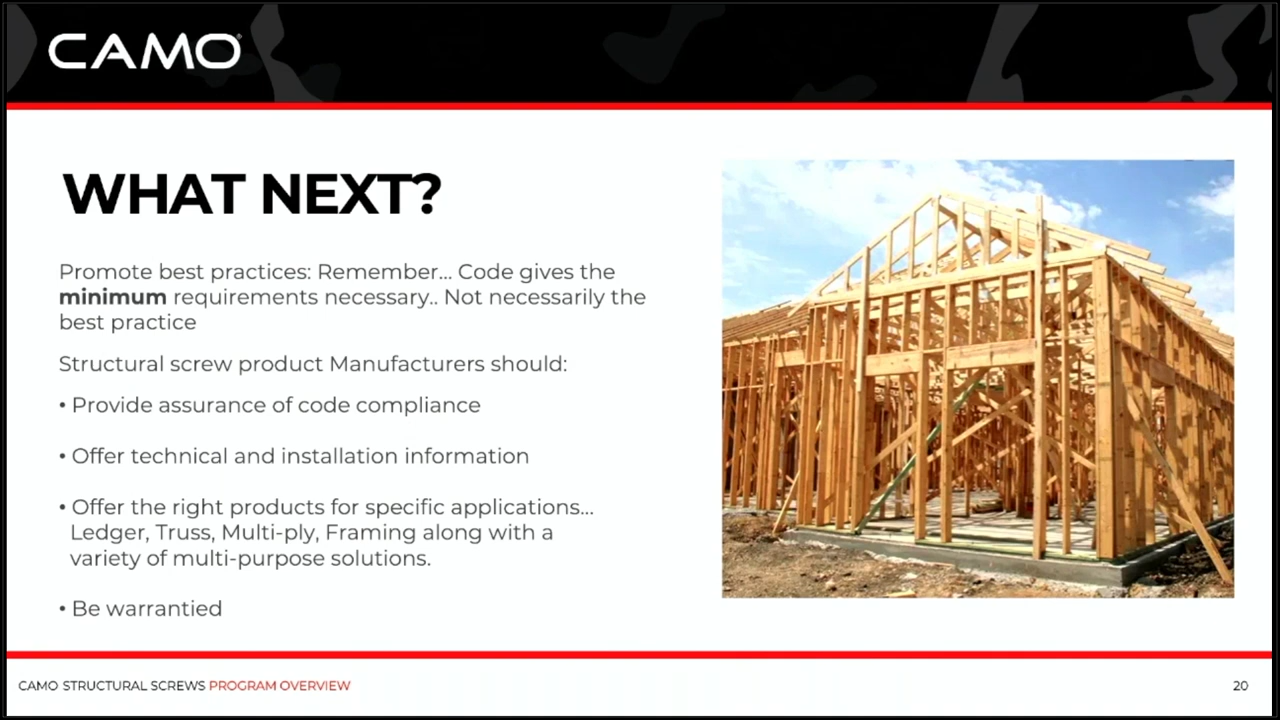 CAMO
WHAT NEXT?
Promote best practices: Remember... Code gives the
minimum requirements necessary.. Not necessarily the
best practice
Structural screw product Manufacturers should:
• Provide assurance of code compliance
• Offer technical and installation information
• Offer the right products for specific applications...
Ledger, Truss, Multi-ply, Framing along with a
variety of multi-purpose solutions.
• Be warrantied
CAMO STRUCTURAL SCREWS PROGRAM OVERVIEW
20